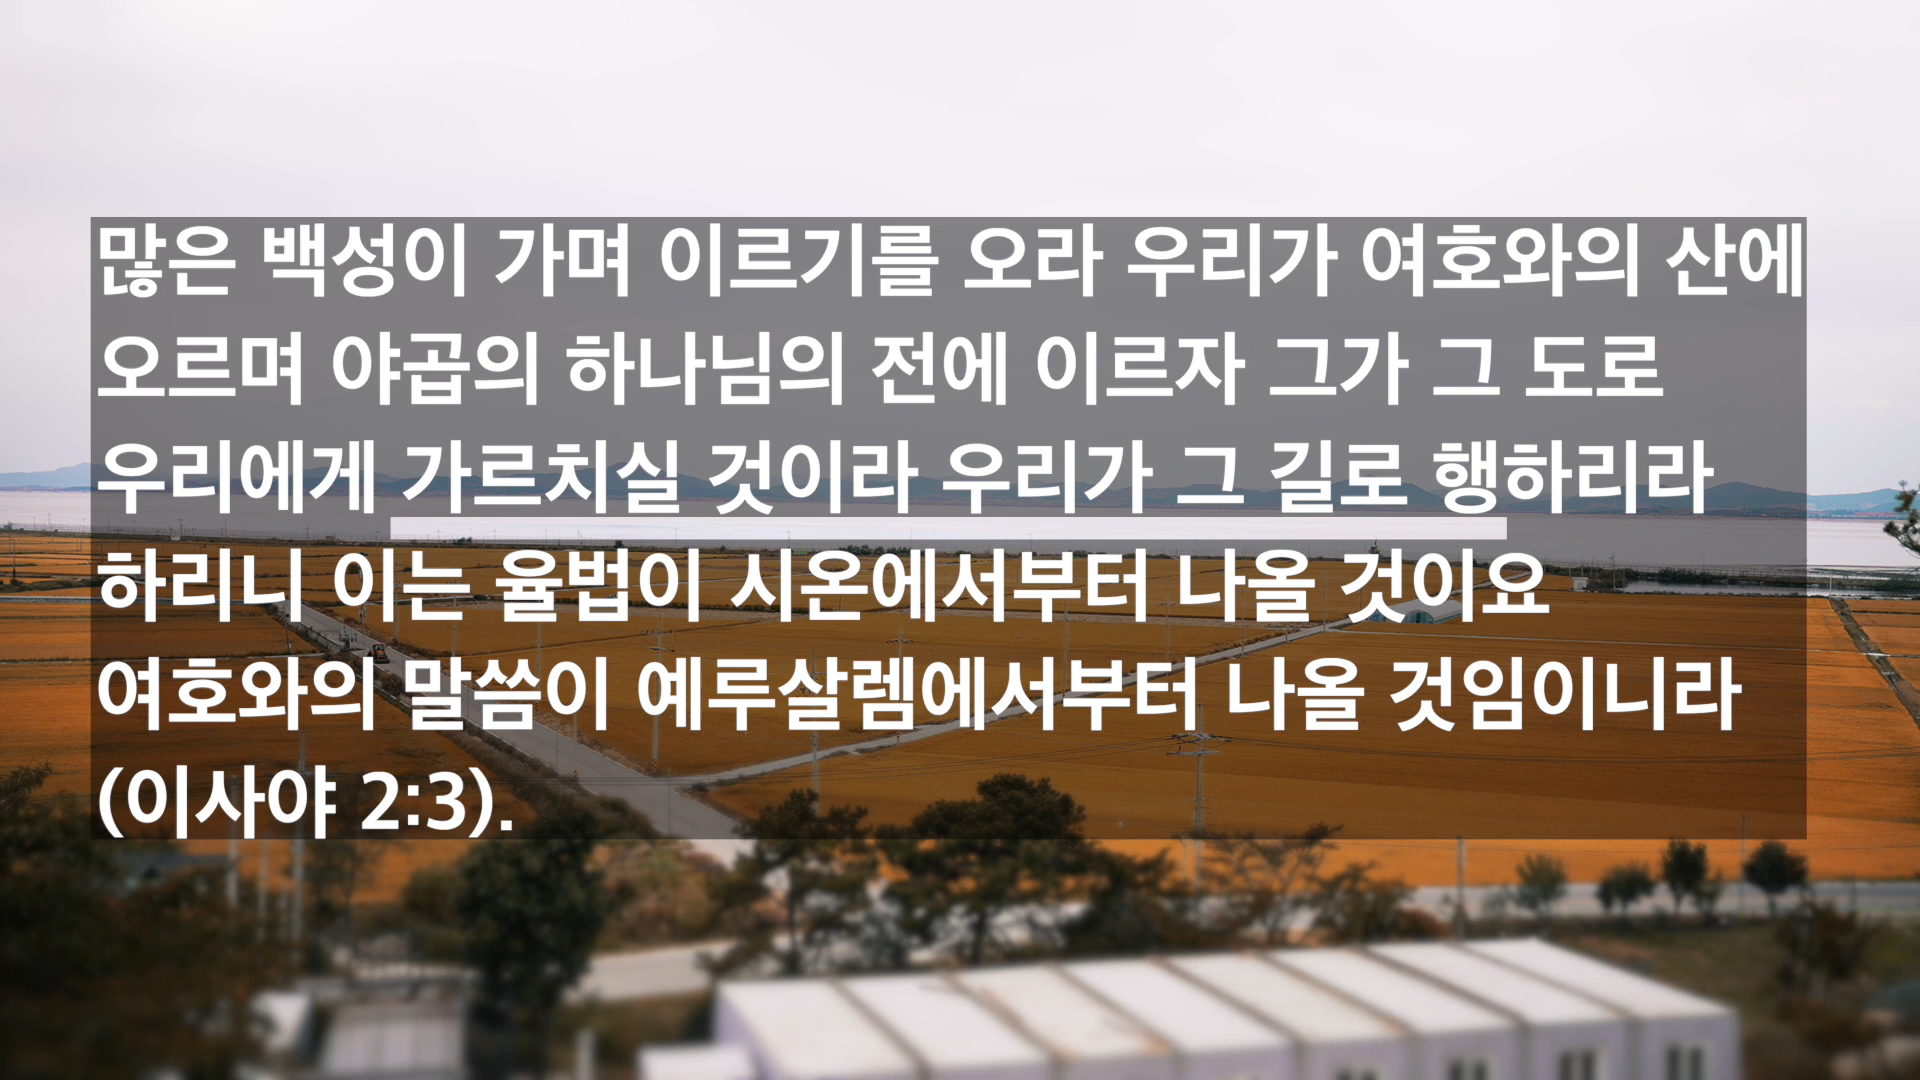 많은 백성이 가며 이르기를 오라 우리가 여호와의 산에
오르며 야곱의 하나님의 전에 이르자 그가 그 도로
우리에게 가르치실 것이라 우리가 그 길로 행하리라
하리니 이는 율법이 시온에서부터 나올 것이요
여호와의 말씀이 예루살렘에서부터 나올 것임이니라
(이사야 2:3).